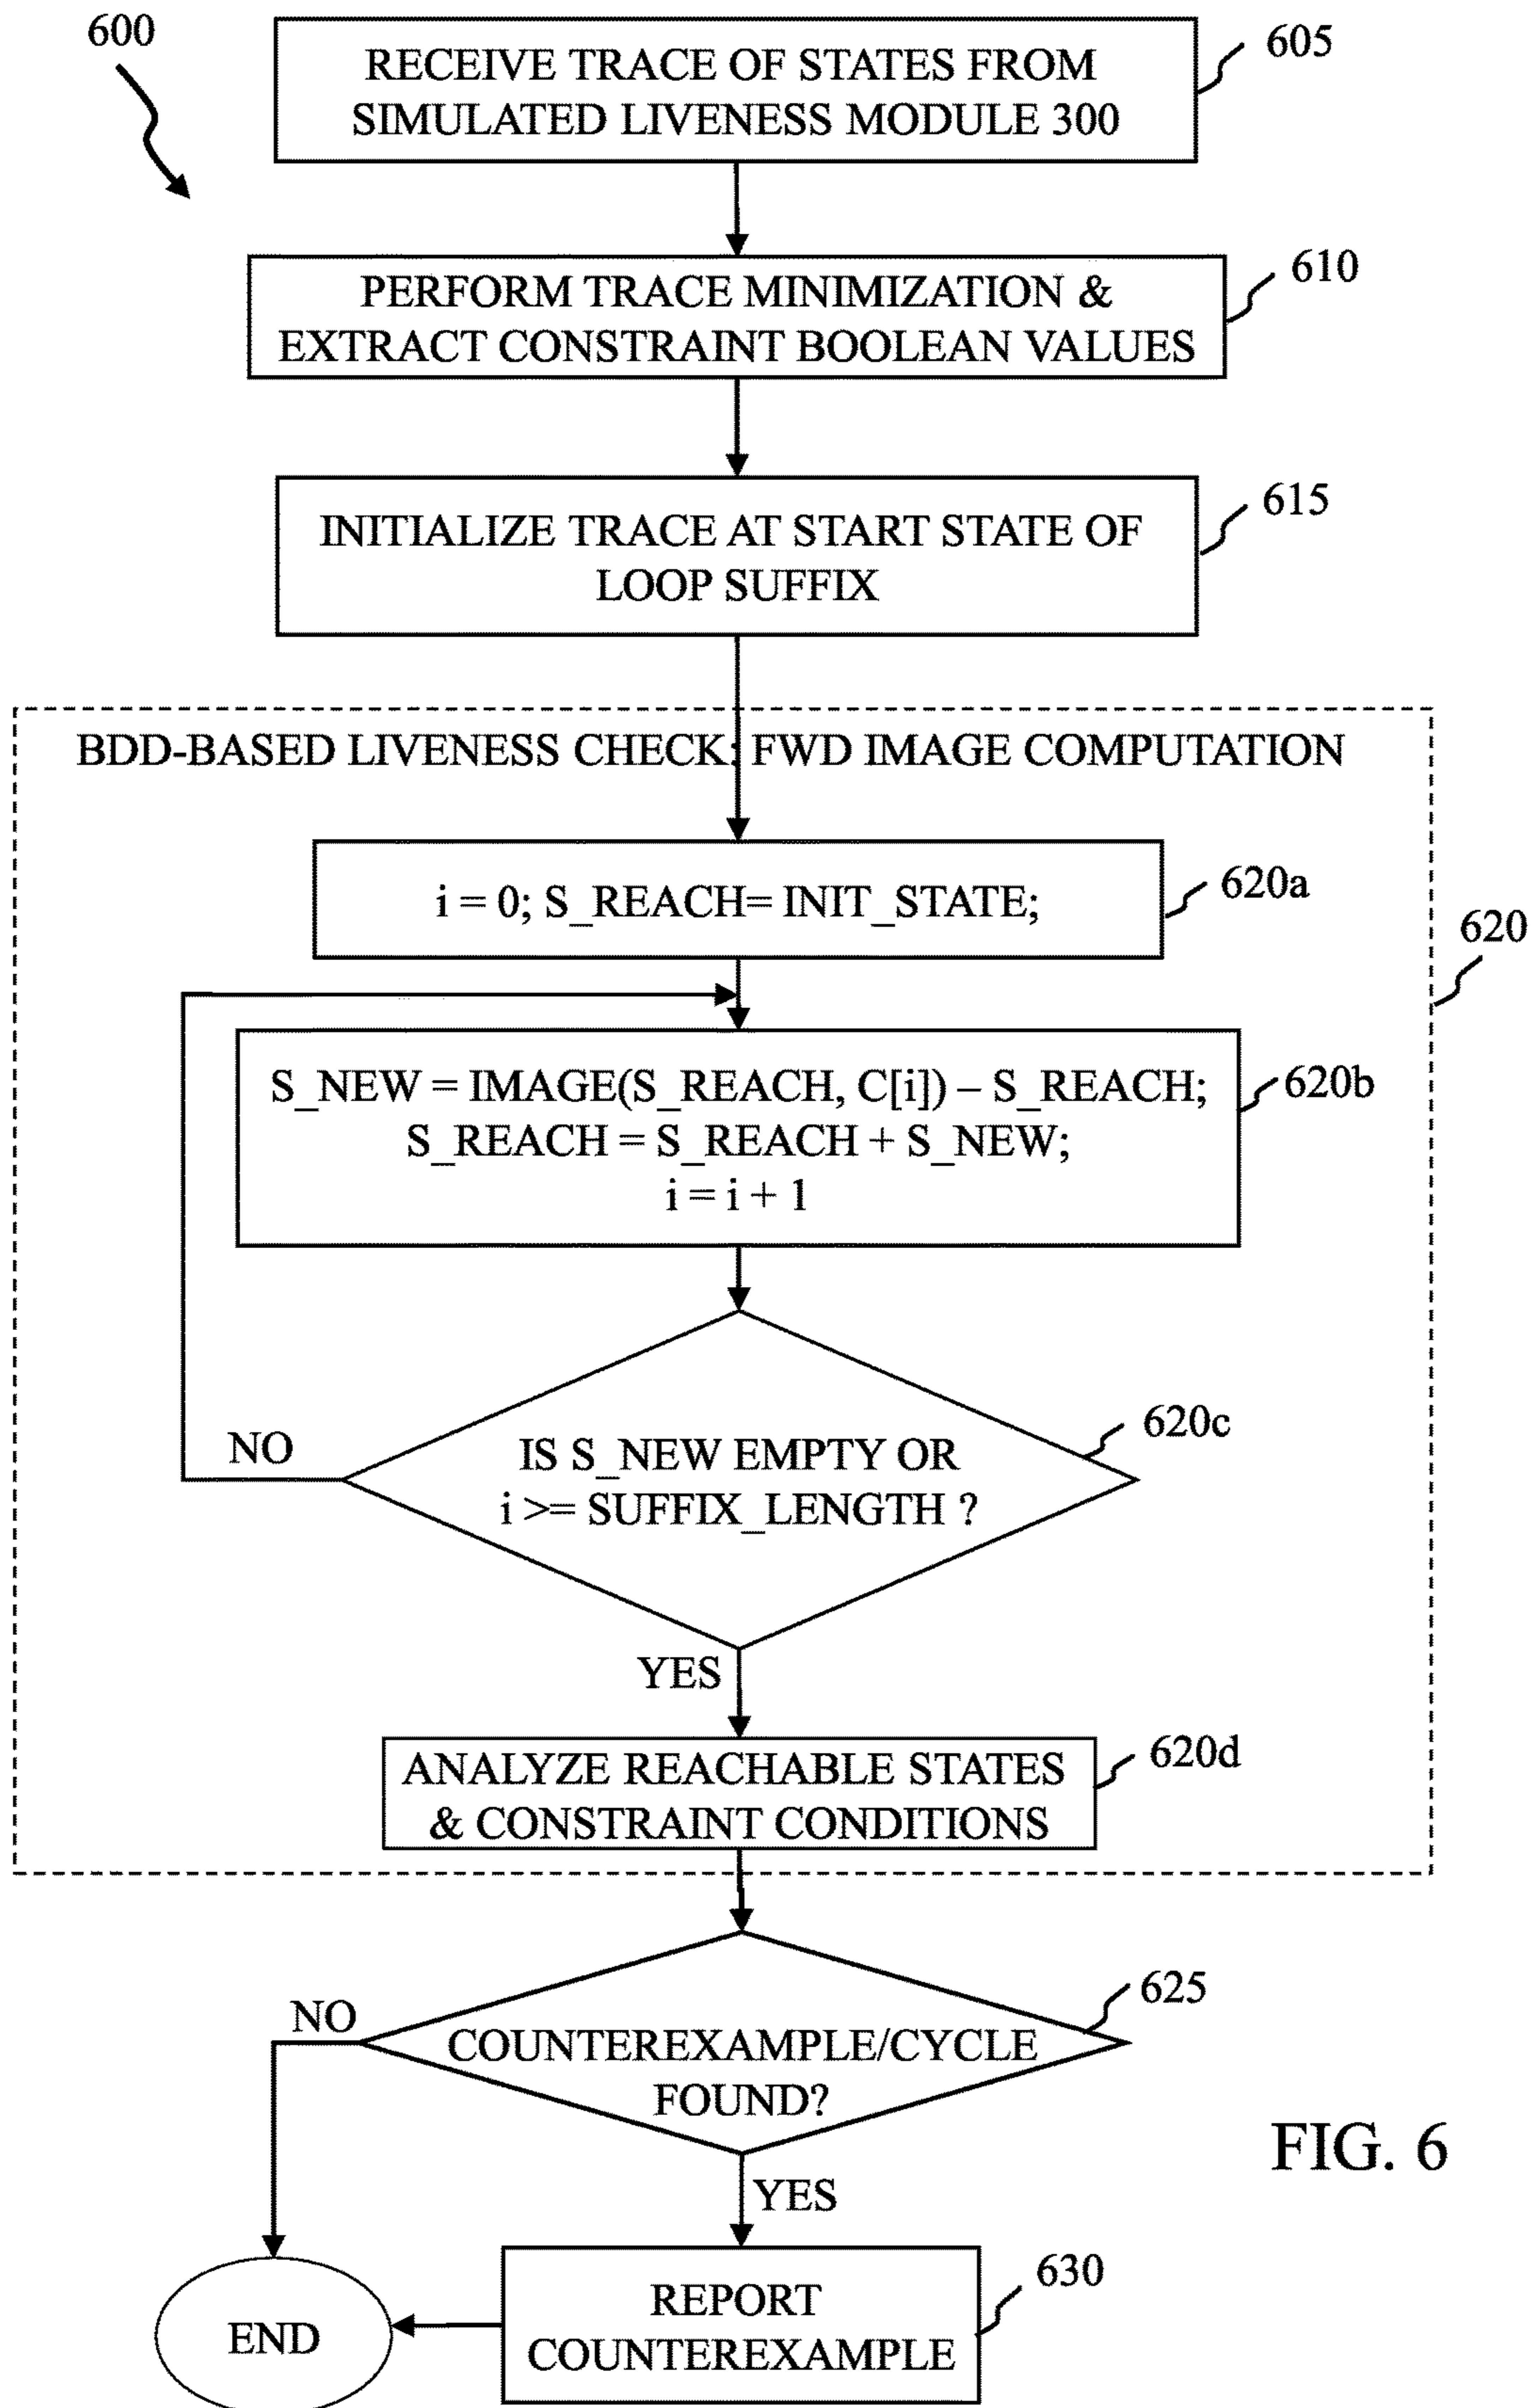 600
RECEIVE TRACE OF STATES FROM
SIMULATED LIVENESS MODULE 300
605
PERFORM TRACE MINIMIZATION &
EXTRACT CONSTRAINT BOOLEAN VALUES
610
INITIALIZE TRACE AT START STATE OF
LOOP SUFFIX
615
BDD-BASED LIVENESS CHECK: FWD IMAGE COMPUTATION
i = 0; S_REACH= INIT_STATE;
620a
620
S_NEW = IMAGE(S_REACH, C[i]) – S_REACH;
S_REACH = S_REACH + S_NEW;
i = i + 1
620b
IS S_NEW EMPTY OR
i >= SUFFIX_LENGTH ?
620c
NO
YES
ANALYZE REACHABLE STATES
& CONSTRAINT CONDITIONS
620d
COUNTEREXAMPLE/CYCLE
FOUND?
625
NO
YES
REPORT
COUNTEREXAMPLE
630
END
FIG. 6